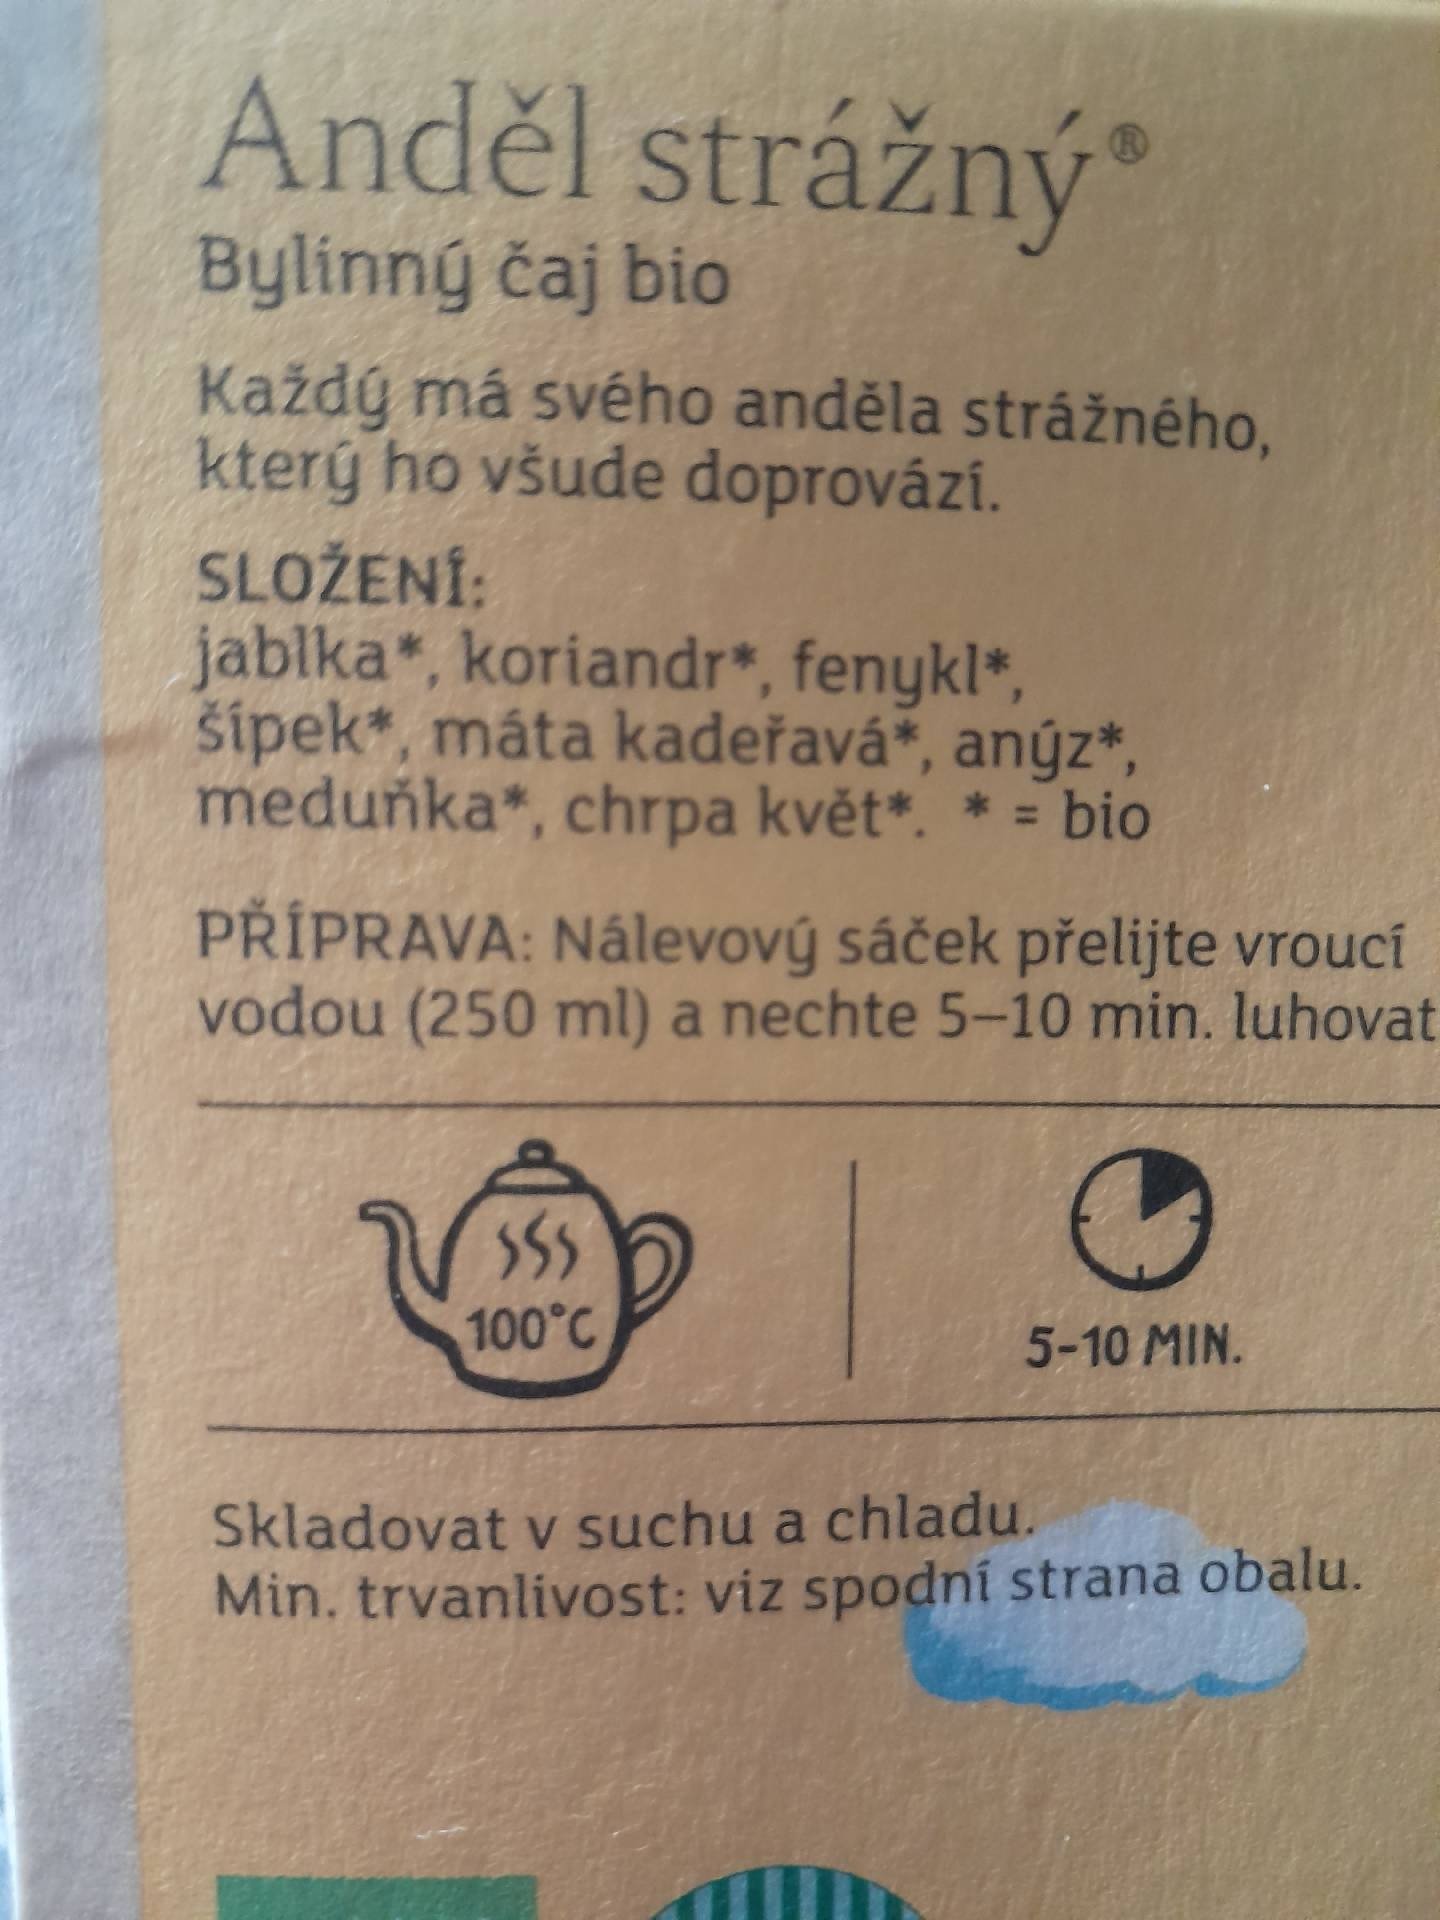 Anděl strážný®
Bylinný čaj bio
Každý má svého anděla strážného,
který ho všude doprovází.
SLOŽENÍ:
jablka*, koriandr*, fenykl*,
šípek*, máta kadeřavá*, anýz*,
meduňka*, chrpa květ*. * = bio
PŘÍPRAVA: Nálevový sáček přelijte vroucí
vodou (250 ml) a nechte 5–10 min. luhovat
100°C
5-10 MIN.
Skladovat v suchu a chladu.
Min. trvanlivost: viz spodní strana obalu.